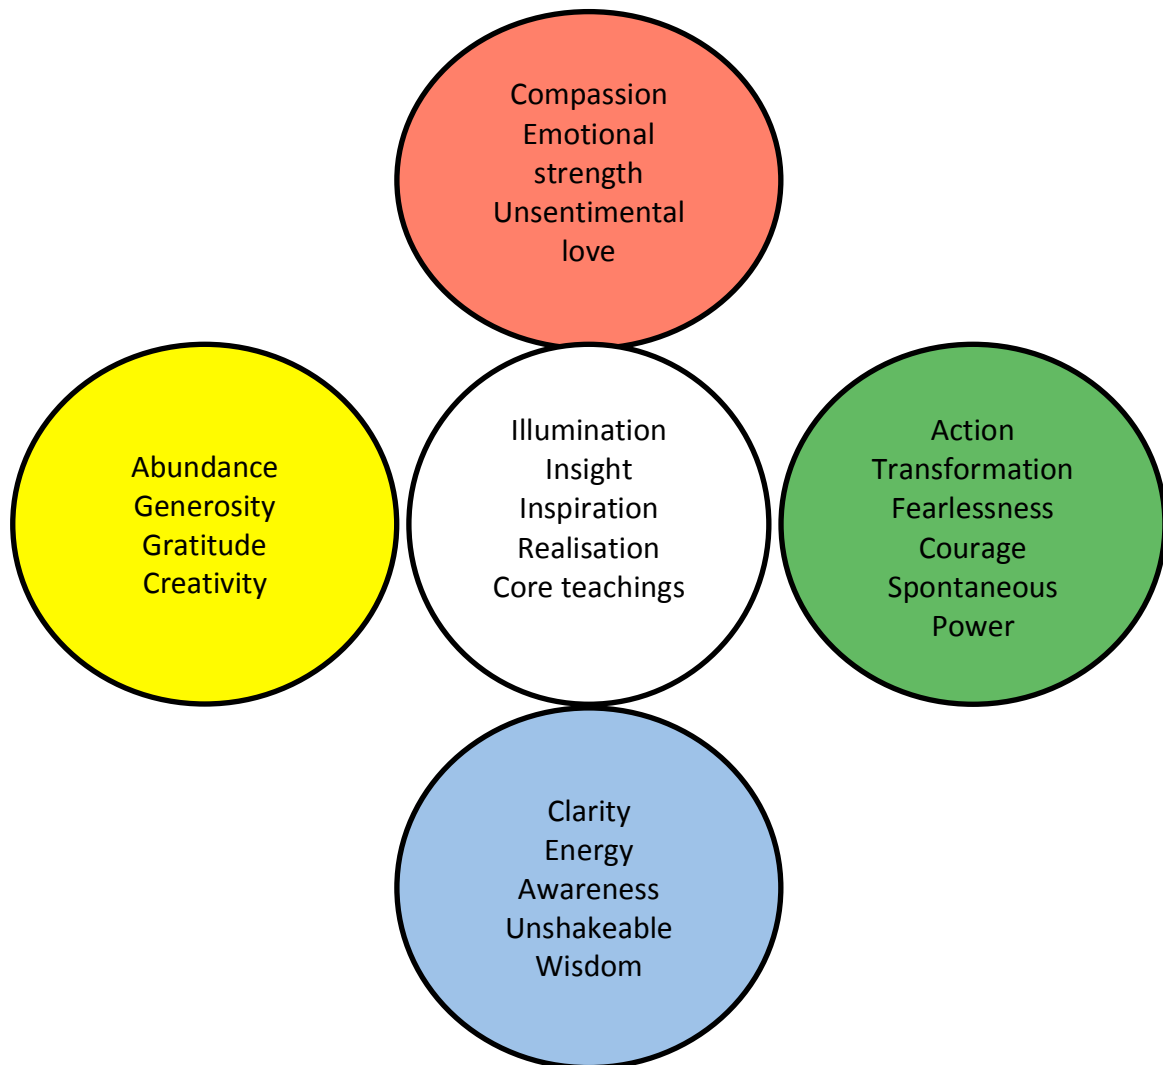 Compassion
Emotional
strength
Unsentimental
love
Abundance
Generosity
Gratitude
Creativity
Illumination
Insight
Inspiration
Realisation
Core teachings
Action
Transformation
Fearlessness
Courage
Spontaneous
Power
Clarity
Energy
Awareness
Unshakeable
Wisdom